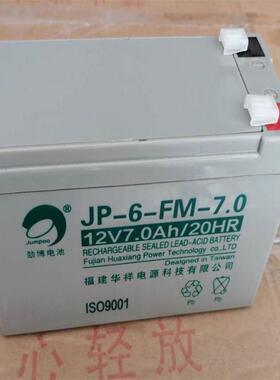 Jumpoo
劲博电池
JP-6-FM-7.0
12V7.0Ah/20HR
RECHARGEABLE SEALED LEAD-ACID BATTERY
Fujian Huaxiang Power Technology co.,LTD
Designed in Taiwan
福建华祥电源科技有限公司
ISO9001
心轻放